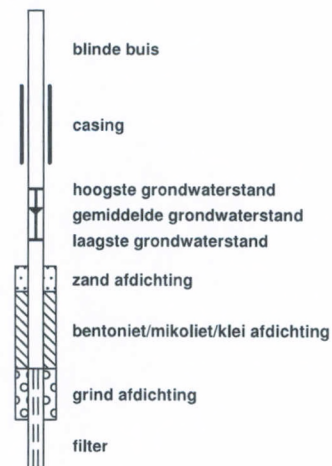 blinde buis
casing
hoogste grondwaterstand
gemiddelde grondwaterstand
laagste grondwaterstand
zand afdichting
bentoniet/mikoliet/klei afdichting
grind afdichting
filter